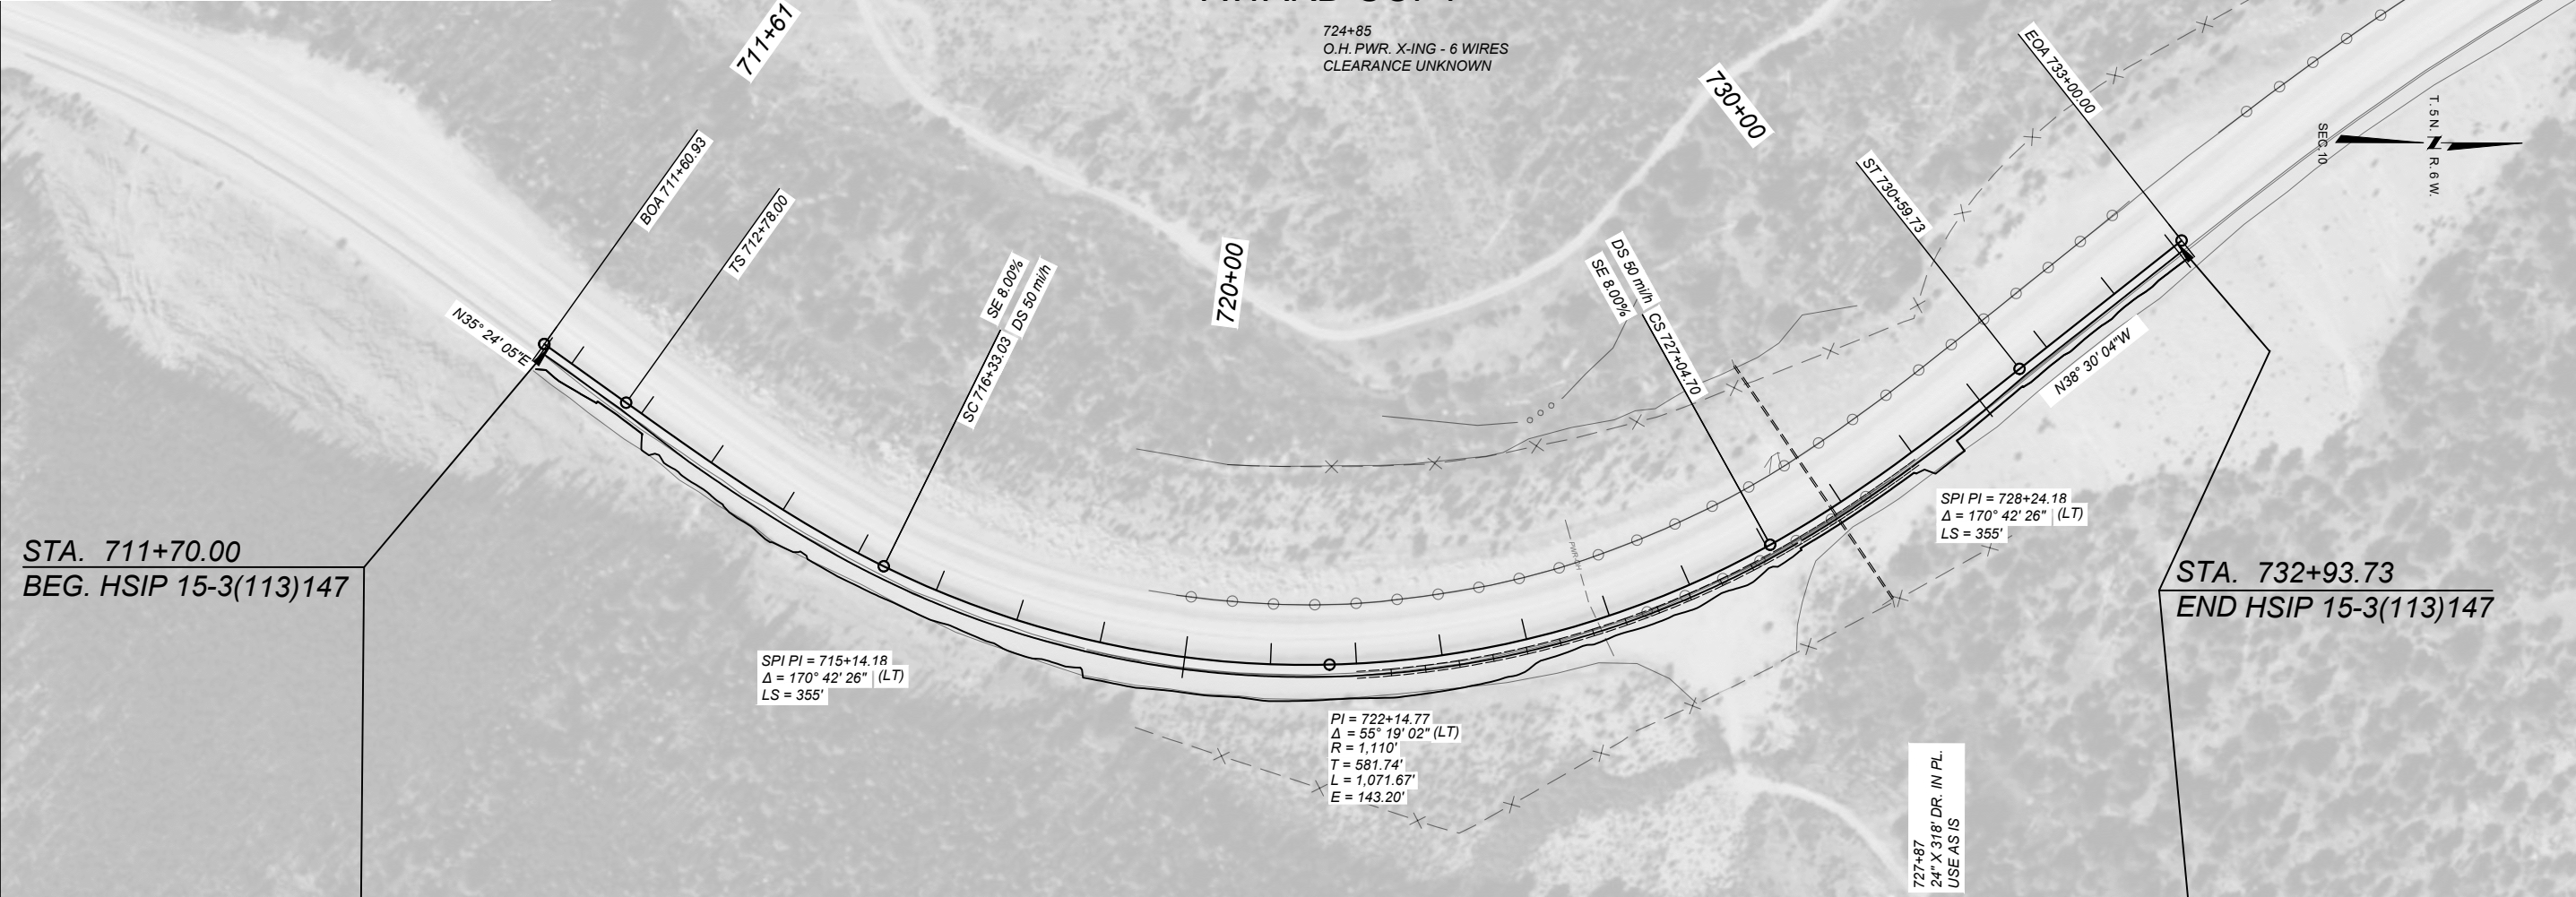 711+61
724+85
O.H. PWR. X-ING - 6 WIRES
CLEARANCE UNKNOWN
730+00
EOA 733+00.00
T. 5 N. R. 6 W.
SEC. 10
Z
BOA 711+60.93
TS 712+78.00
ST 730+59.73
720+00
SE 8.00%
SC 716+33.03 DS 50 mi/h
DS 50 mi/h CS 727+04.70
SE 8.00%
N35° 24' 05"E
N38° 30' 04"W
STA. 711+70.00
BEG. HSIP 15-3(113)147
SPI PI = 728+24.18
Δ = 170° 42' 26" (LT)
LS = 355'
STA. 732+93.73
END HSIP 15-3(113)147
SPI PI = 715+14.18
Δ = 170° 42' 26" (LT)
LS = 355'
PI = 722+14.77
Δ = 55° 19' 02" (LT)
R = 1,110'
T = 581.74'
L = 1,071.67'
E = 143.20'
727+87
24" X 318' DR. IN PL.
USE AS IS